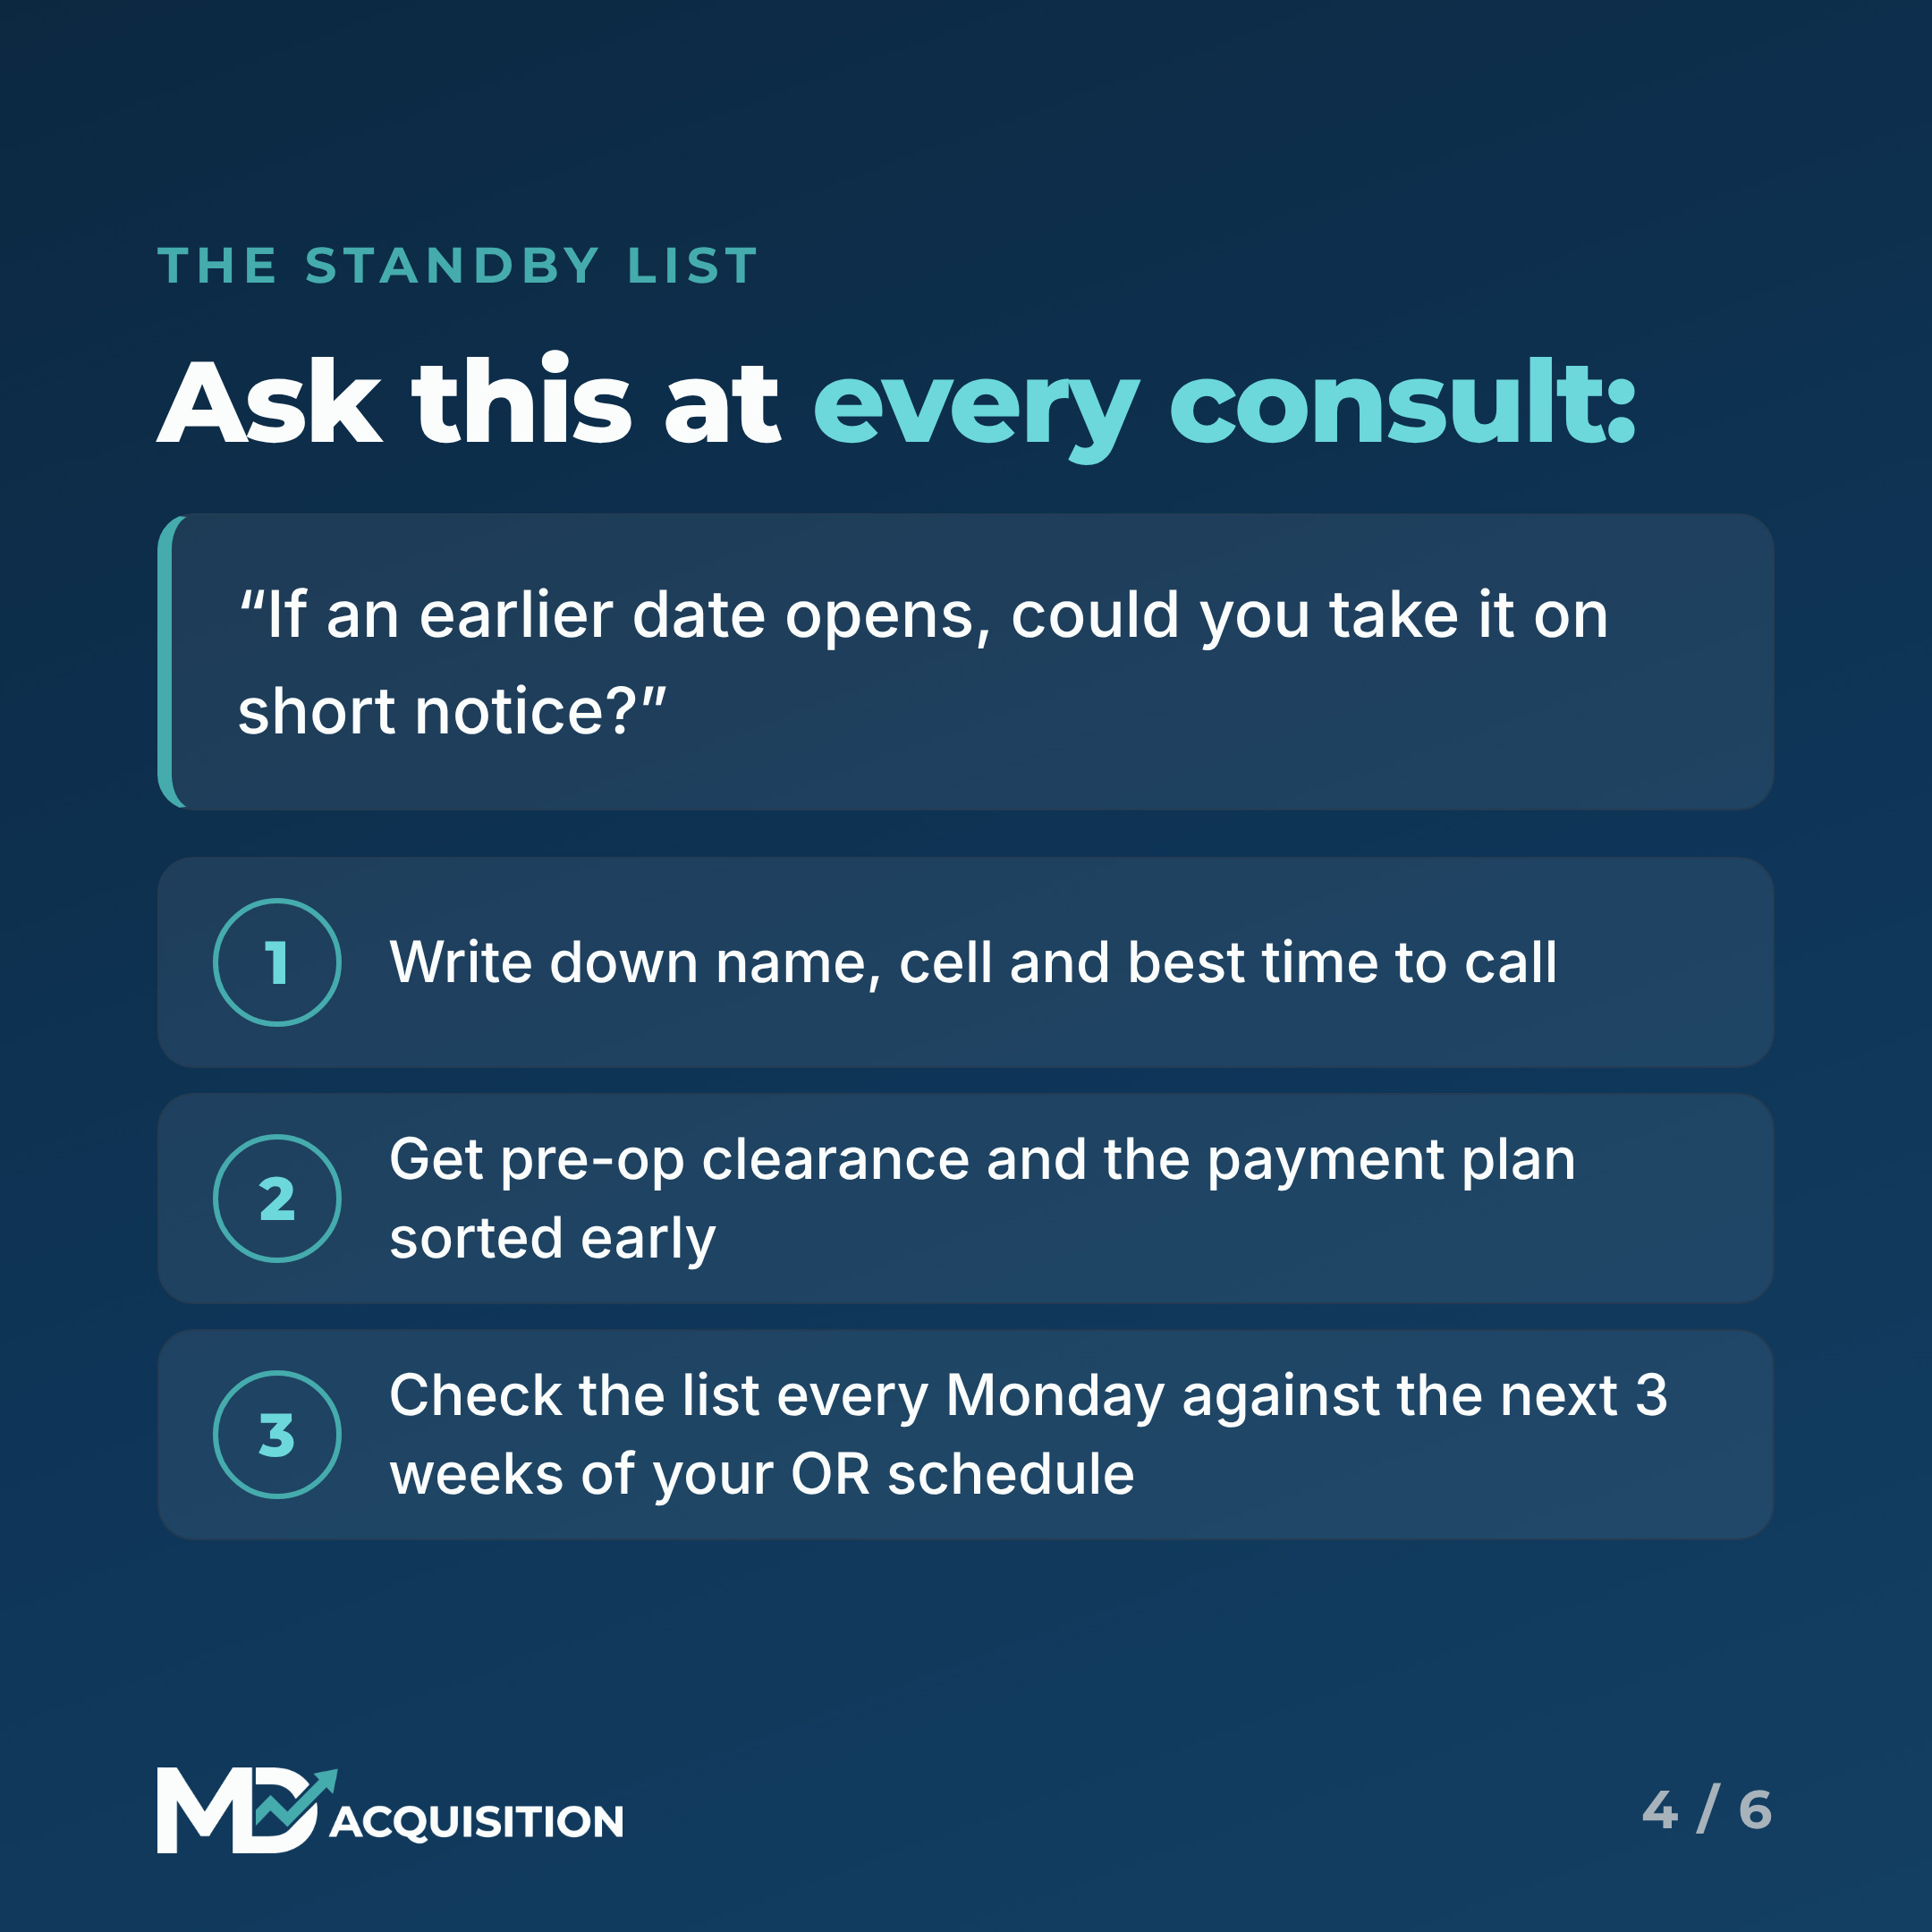 THE STANDBY LIST
Ask this at every consult:
“If an earlier date opens, could you take it on
short notice?”
1
Write down name, cell and best time to call
2
Get pre-op clearance and the payment plan
sorted early
3
Check the list every Monday against the next 3
weeks of your OR schedule
MD ACQUISITION
4 / 6